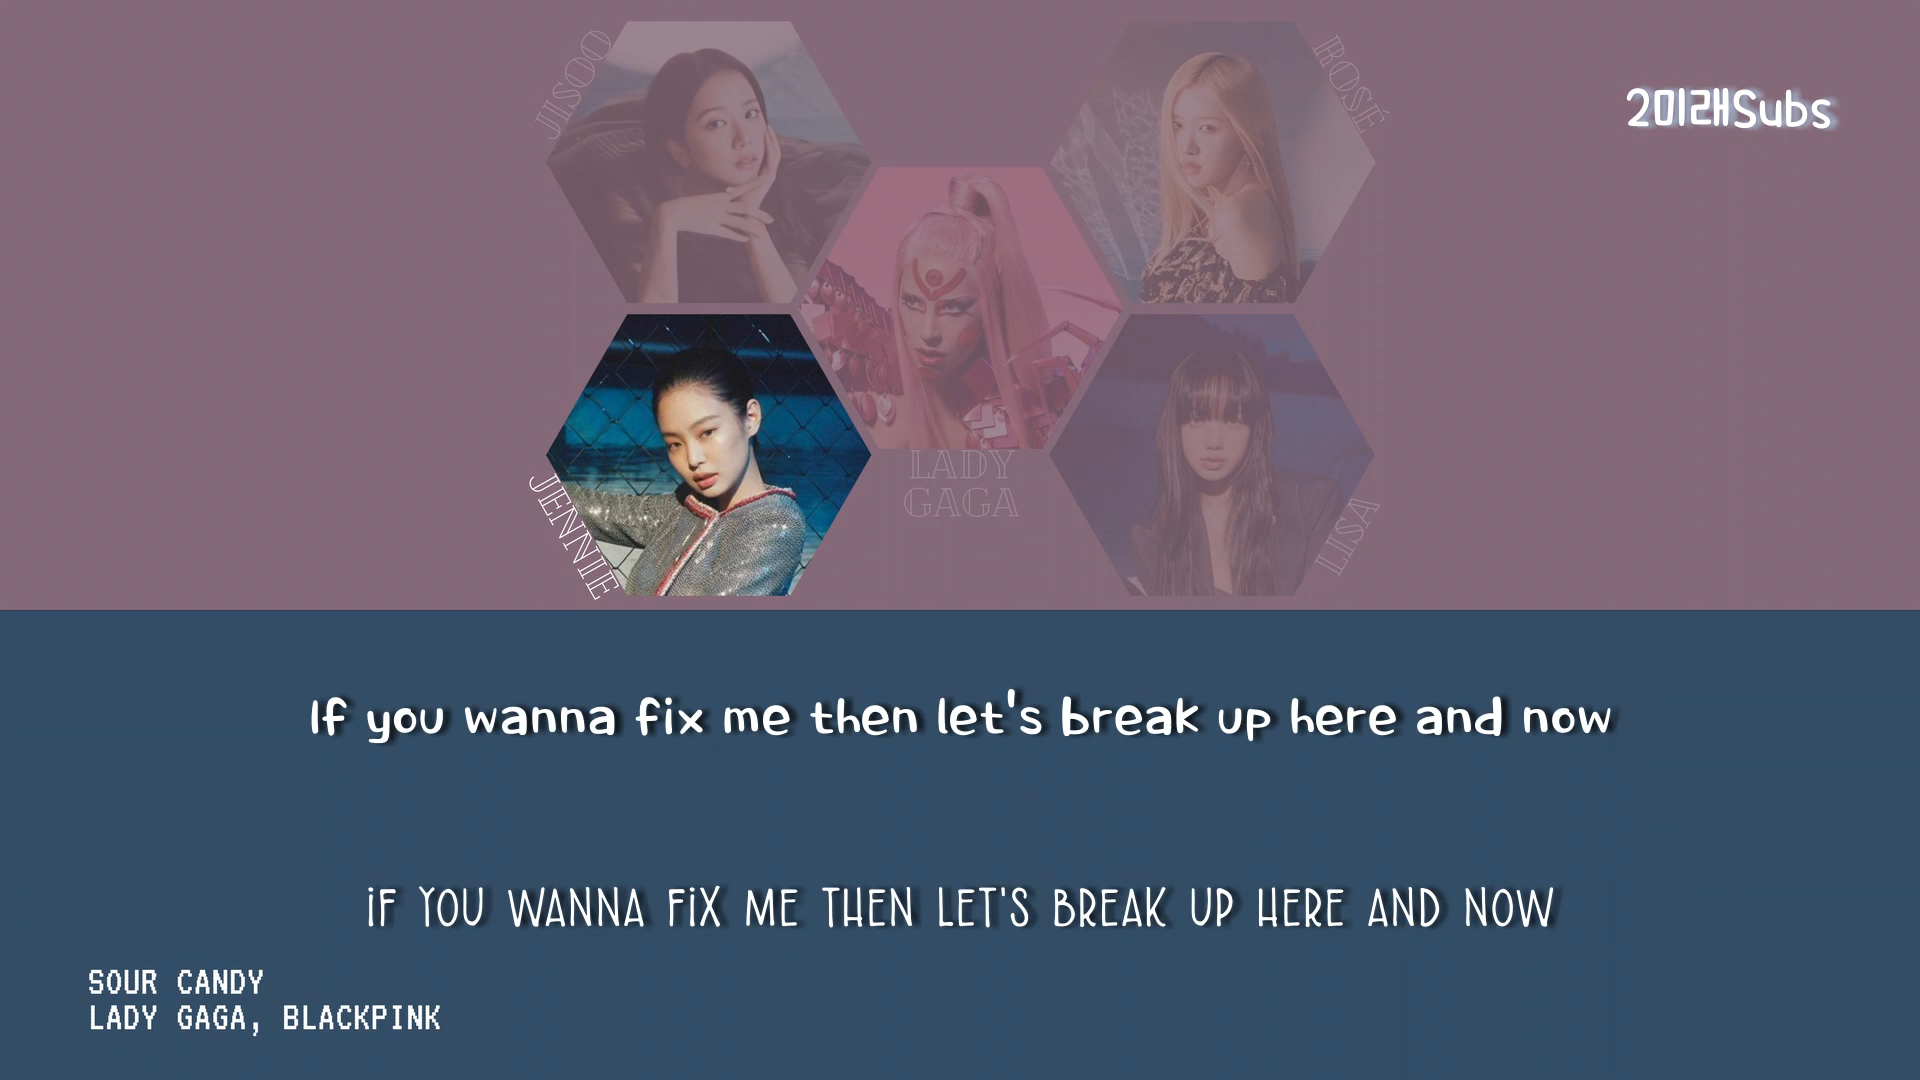 JISOO
ROSÉ
20미래Subs
JENNIE
LADY
GAGA
LISA
If you wanna fix me then let's break up here and now
iF YOU WANNA FiX ME THEN LET'S BREAK UP HERE AND NOW
SOUR CANDY
LADY GAGA, BLACKPINK